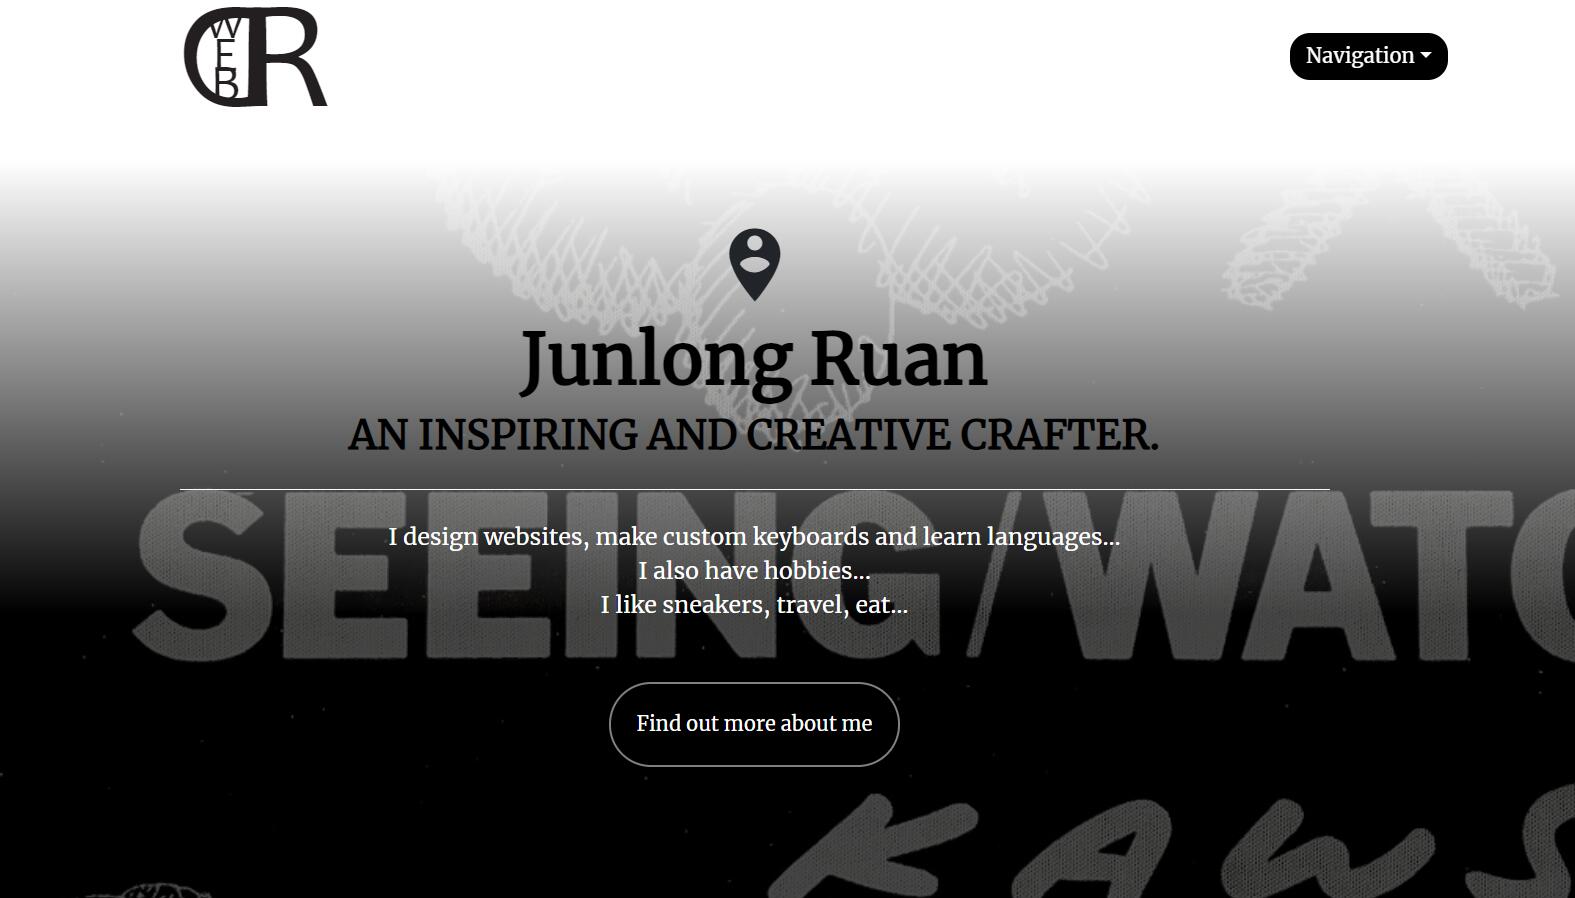 WEB
CR
Navigation
Junlong Ruan
AN INSPIRING AND CREATIVE CRAFTER.
SEEING/WATC
I design websites, make custom keyboards and learn languages...
I also have hobbies...
I like sneakers, travel, eat...
Find out more about me
KAWS